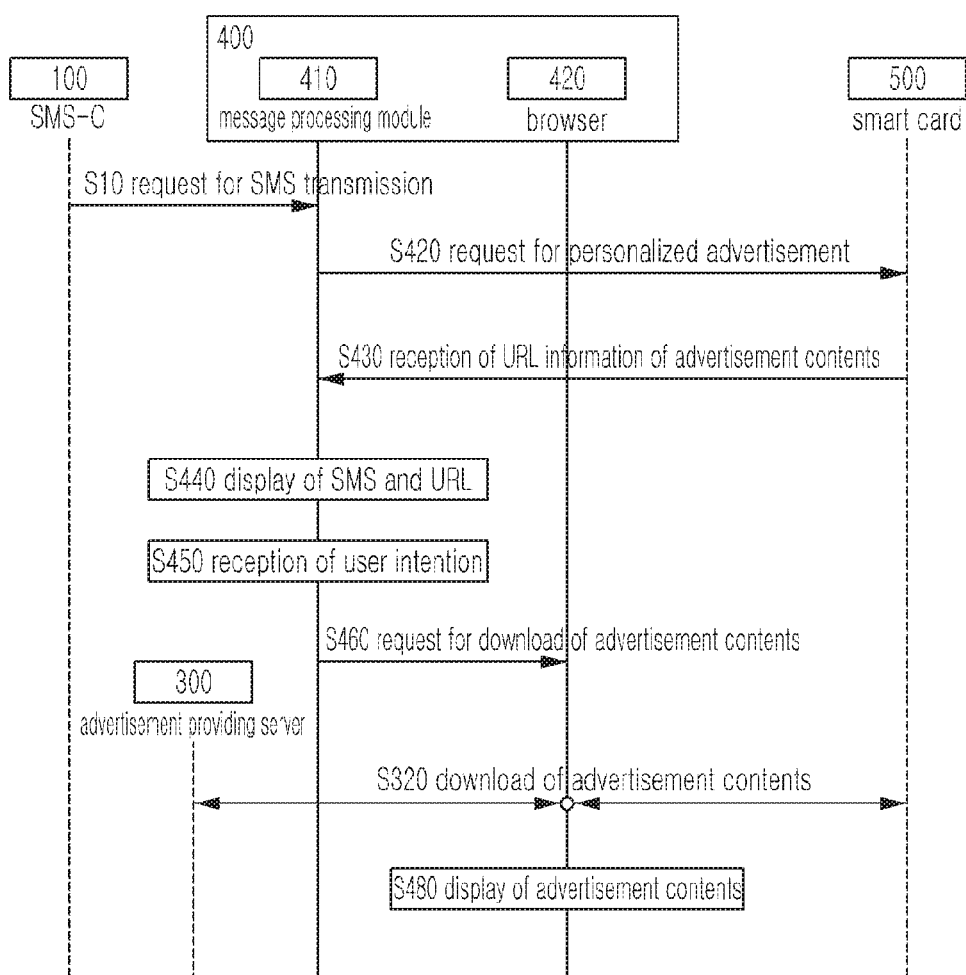 400
100
410
420
500
SMS-C
message processing module
browser
smart card
S10 request for SMS transmission
S420 request for personalized advertisement
S430 reception of URL information of advertisement contents
S440 display of SMS and URL
S450 reception of user intention
S460 request for download of advertisement contents
300
advertisement providing server
S320 download of advertisement contents
S480 display of advertisement contents